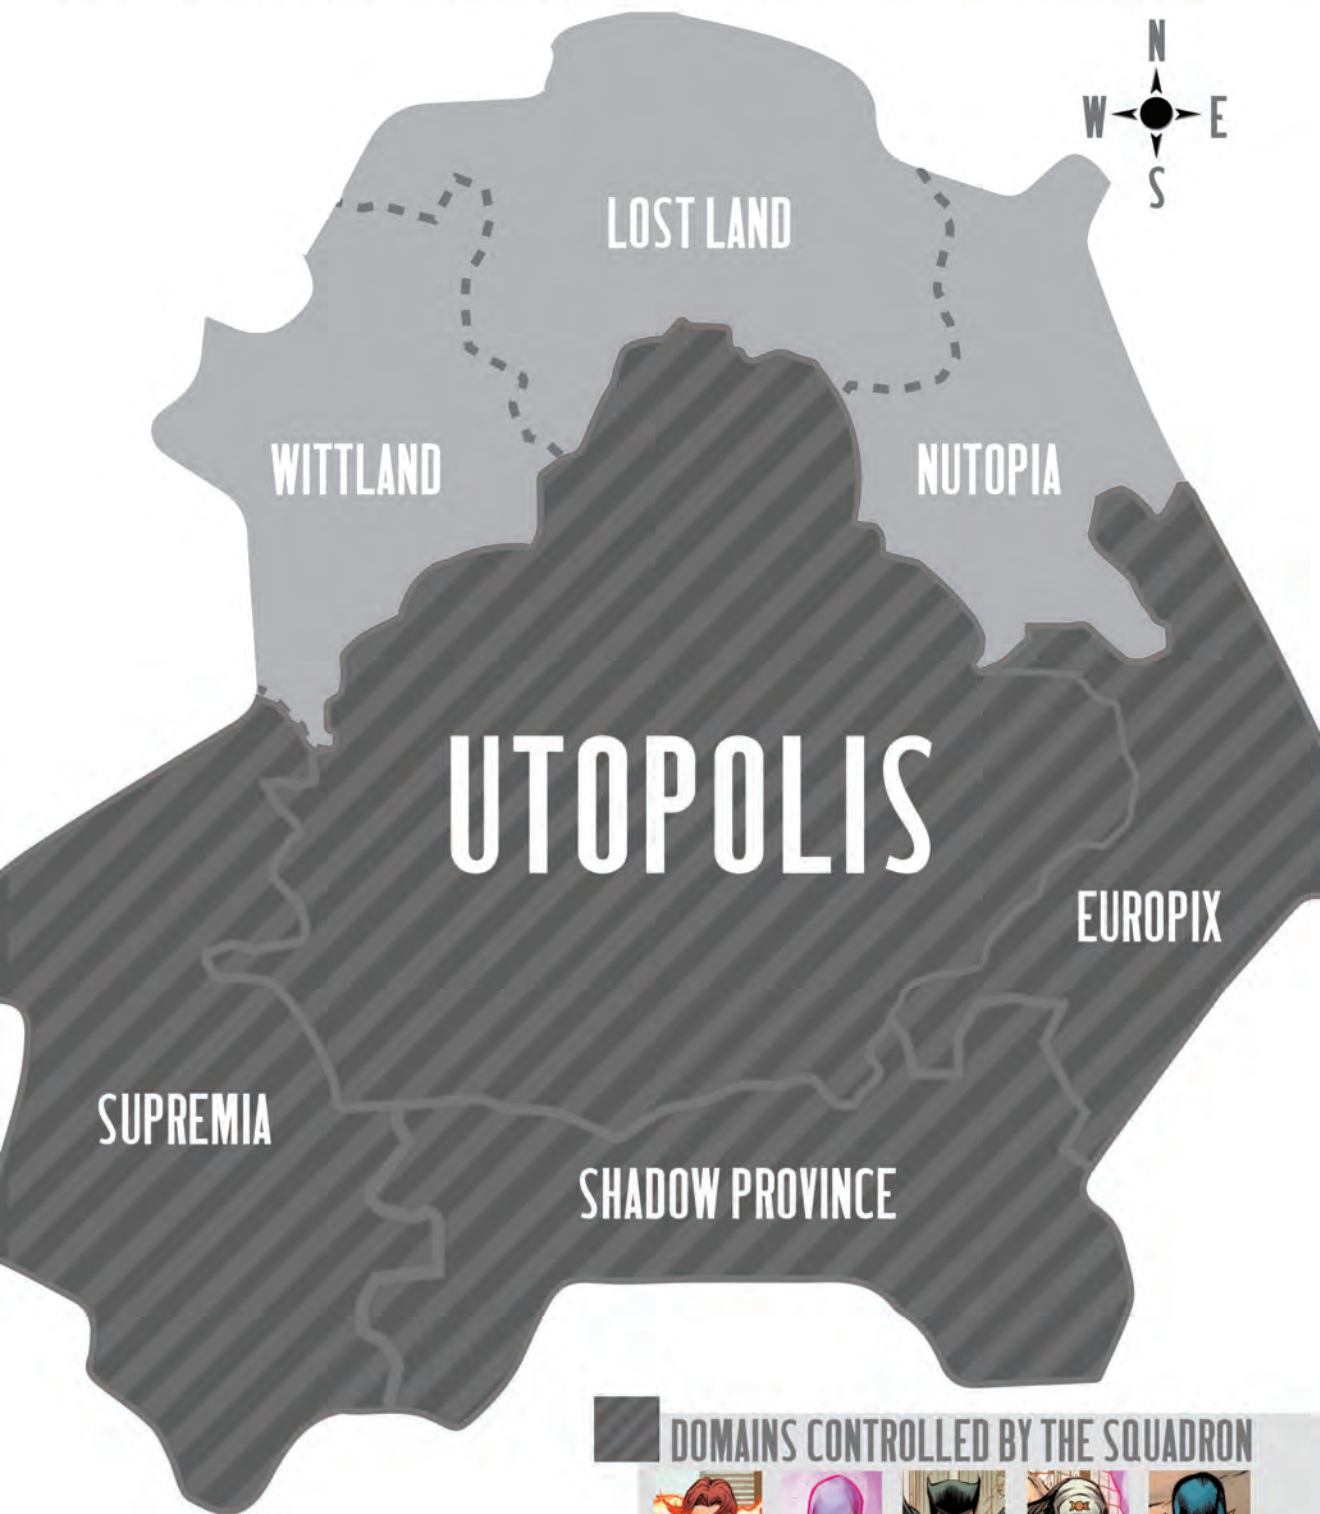 N
W E
S
LOST LAND
WITTLAND
NUTOPIA
UTOPOLIS
EUROPIX
SUPREMIA
SHADOW PROVINCE
DOMAINS CONTROLLED BY THE SQUADRON